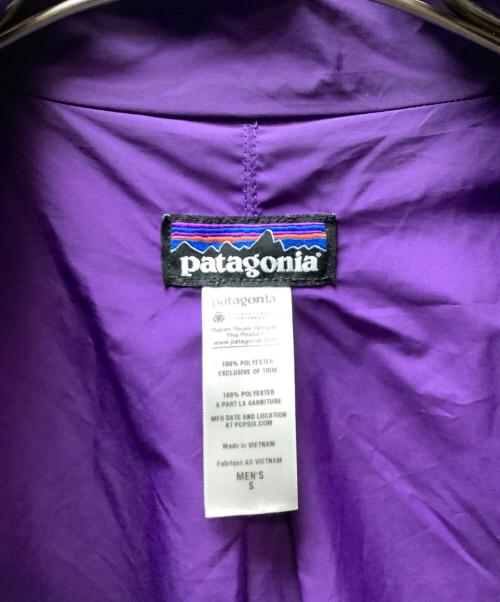 patagonia®
patagonia
Repair, Reuse, Recycle
This Product
www.patagonia.com
100% POLYESTER
EXCLUSIVE OF TRIM
100% POLYESTER
A PART LA GARNITURE
MFG DATE AND LOCATION
AT PCPSIA.COM
Made in VIETNAM
Fabriqué AU VIETNAM
MEN'S
S